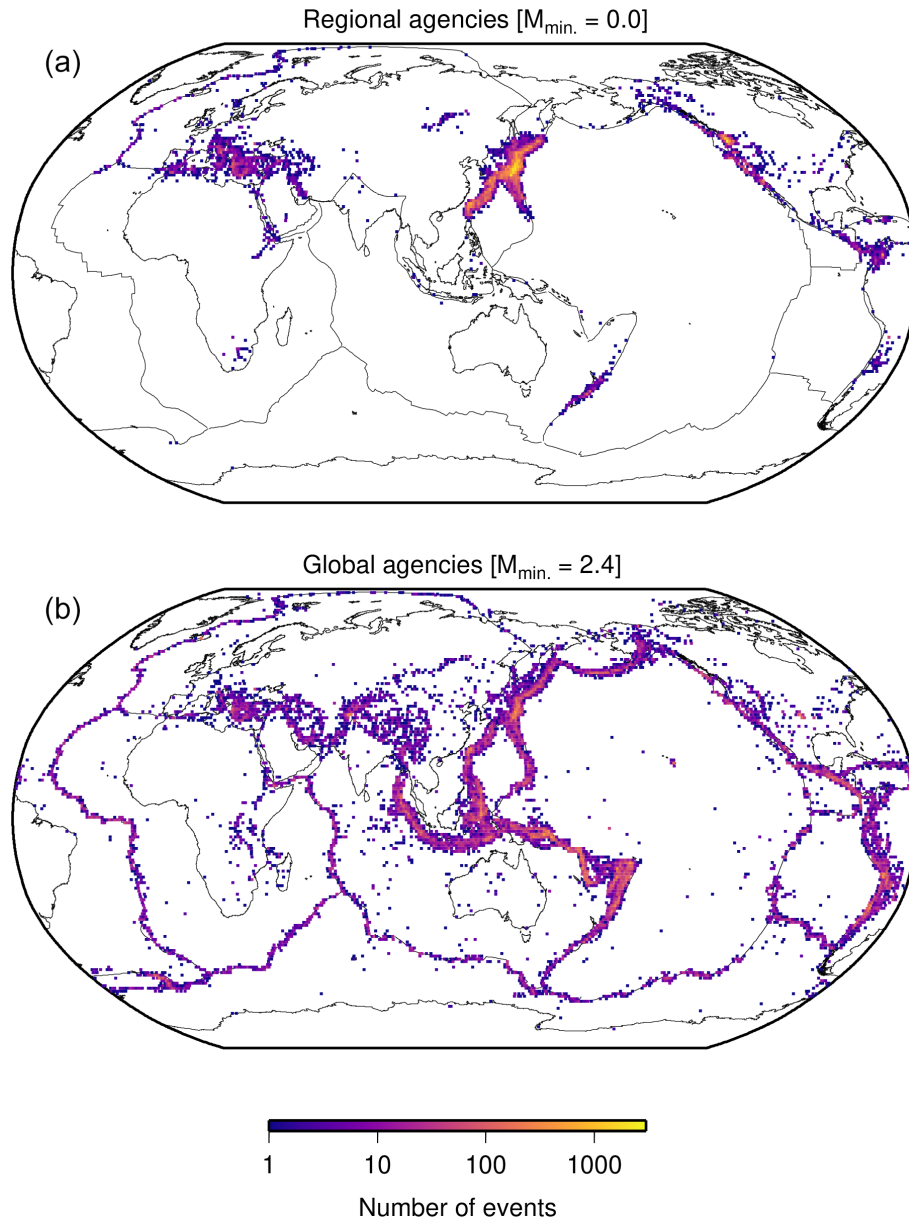 Regional agencies [Mmin. = 0.0]
(a)
Global agencies [Mmin. = 2.4]
(b)
1 10 100 1000
Number of events